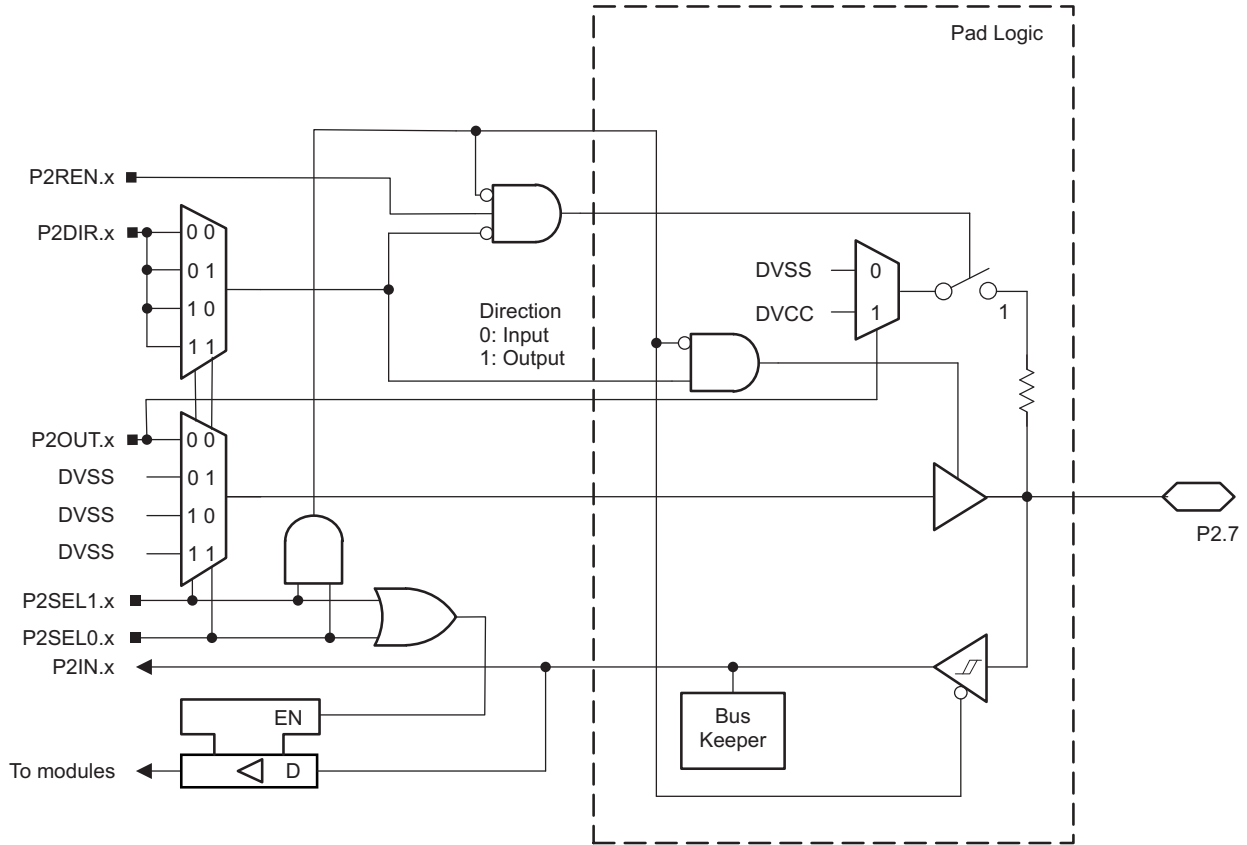 Pad Logic
P2REN.x
P2DIR.x
0 0
0 1
1 0
1 1
Direction
0: Input
1: Output
DVSS
DVCC
0
1
1
P2OUT.x
DVSS
DVSS
DVSS
0 0
0 1
1 0
1 1
P2.7
P2SEL1.x
P2SEL0.x
P2IN.x
Bus
Keeper
EN
D
To modules